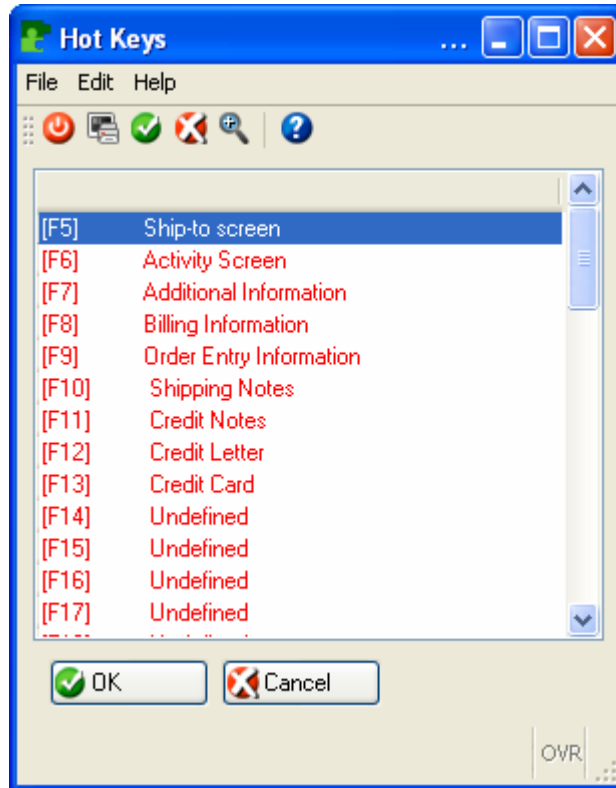 Hot Keys ...
File Edit Help
[F5] Ship-to screen
[F6] Activity Screen
[F7] Additional Information
[F8] Billing Information
[F9] Order Entry Information
[F10] Shipping Notes
[F11] Credit Notes
[F12] Credit Letter
[F13] Credit Card
[F14] Undefined
[F15] Undefined
[F16] Undefined
[F17] Undefined
OK Cancel
OVR